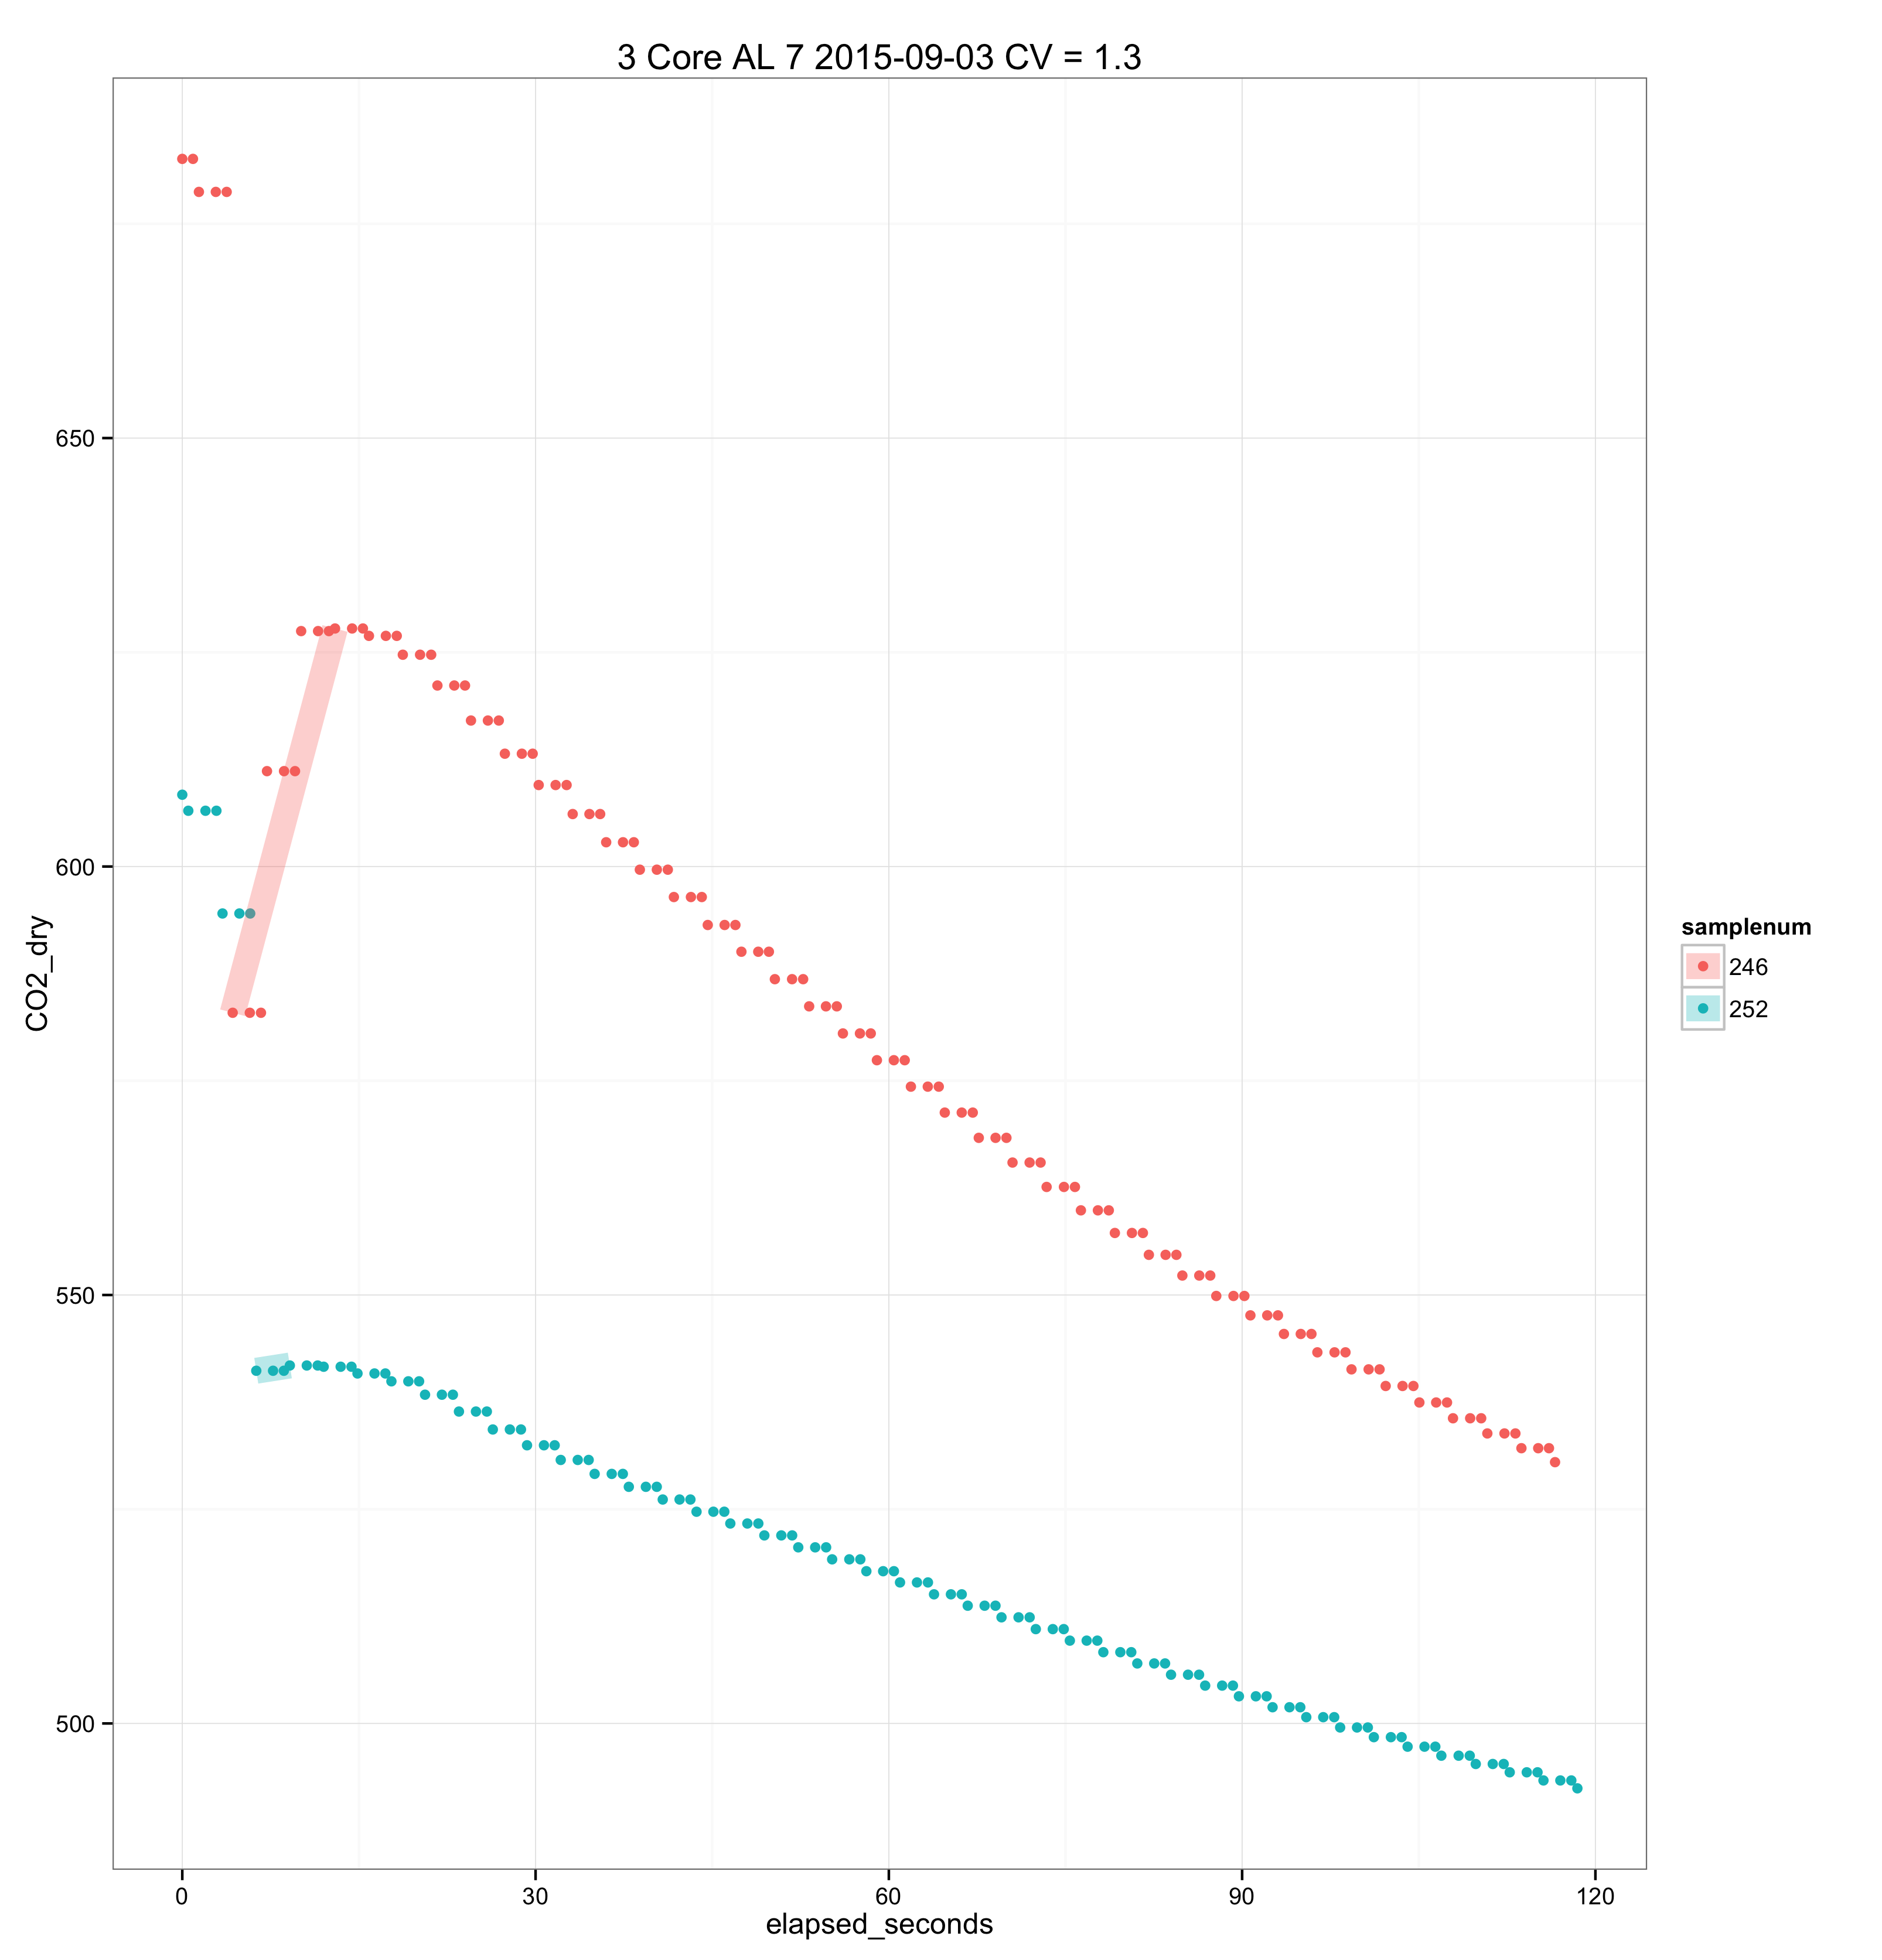 3 Core AL 7 2015-09-03 CV = 1.3
650
600
550
500
CO2_dry
0 30 60 90 120
elapsed_seconds
samplenum
246
252